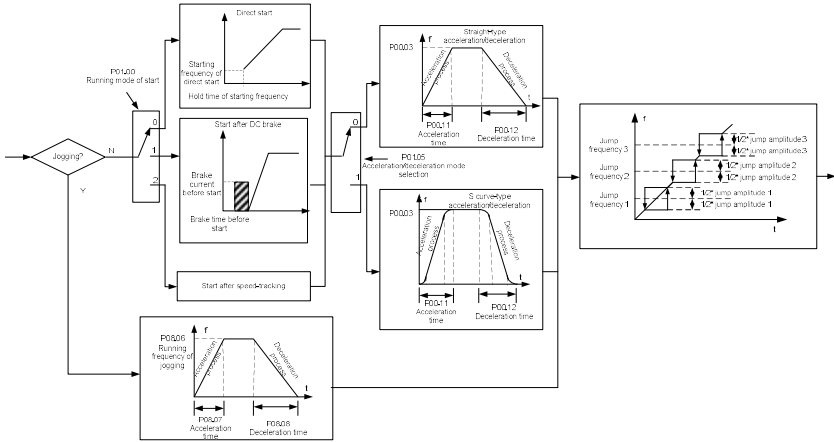 Jogging?
N
Y
P01.00
Running mode of start
0
1
2
Direct start
Starting
frequency of
direct start
Hold time of starting frequency
Start after DC brake
Brake
current
before start
Brake time before
start
Start after speed-tracking
0
1
P01.05
Acceleration/deceleration mode
selection
Straight-type
acceleration/deceleration
P00.03
f
Acceleration
process
Deceleration
process
t
P00.11
Acceleration
time
P00.12
Deceleration time
S curve-type
acceleration/deceleration
P00.03
f
Acceleration
process
Deceleration
process
t
P00.11
Acceleration
time
P00.12
Deceleration time
P08.06
Running
frequency of
jogging
f
Acceleration
process
Deceleration
process
t
P08.07
Acceleration
time
P08.08
Deceleration time
f
Jump
frequency 3
Jump
frequency 2
Jump
frequency 1
1/2* jump amplitude 3
1/2* jump amplitude 3
1/2* jump amplitude 2
1/2* jump amplitude 2
1/2* jump amplitude 1
1/2* jump amplitude 1
t